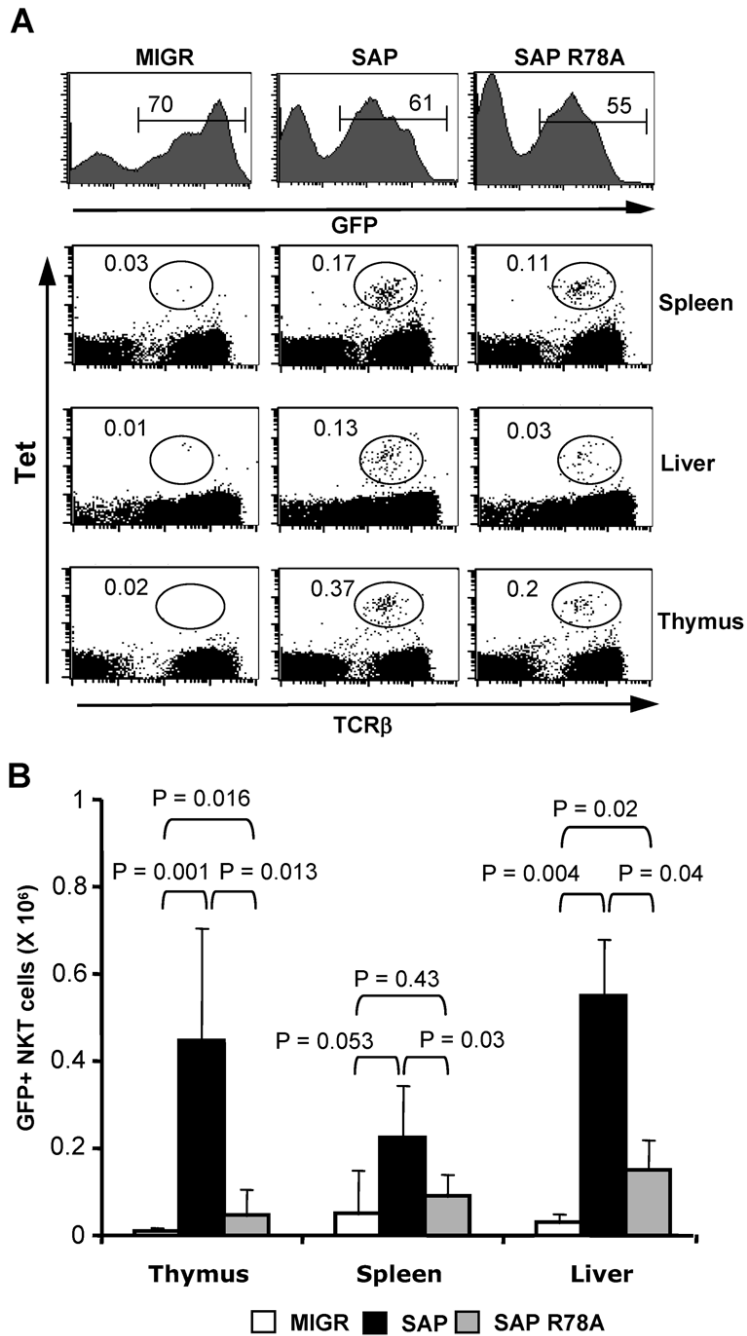 A
MIGR SAP SAP R78A
70 61 55
GFP
0.03 0.17 0.11 Spleen
0.01 0.13 0.03 Liver
0.02 0.37 0.2 Thymus
Tet
TCRβ
B
GFP+ NKT cells (X 10⁶)
1
0.8
0.6
0.4
0.2
0
P = 0.016
P = 0.001 P = 0.013
P = 0.43
P = 0.053 P = 0.03
P = 0.02
P = 0.004 P = 0.04
Thymus Spleen Liver
MIGR SAP SAP R78A